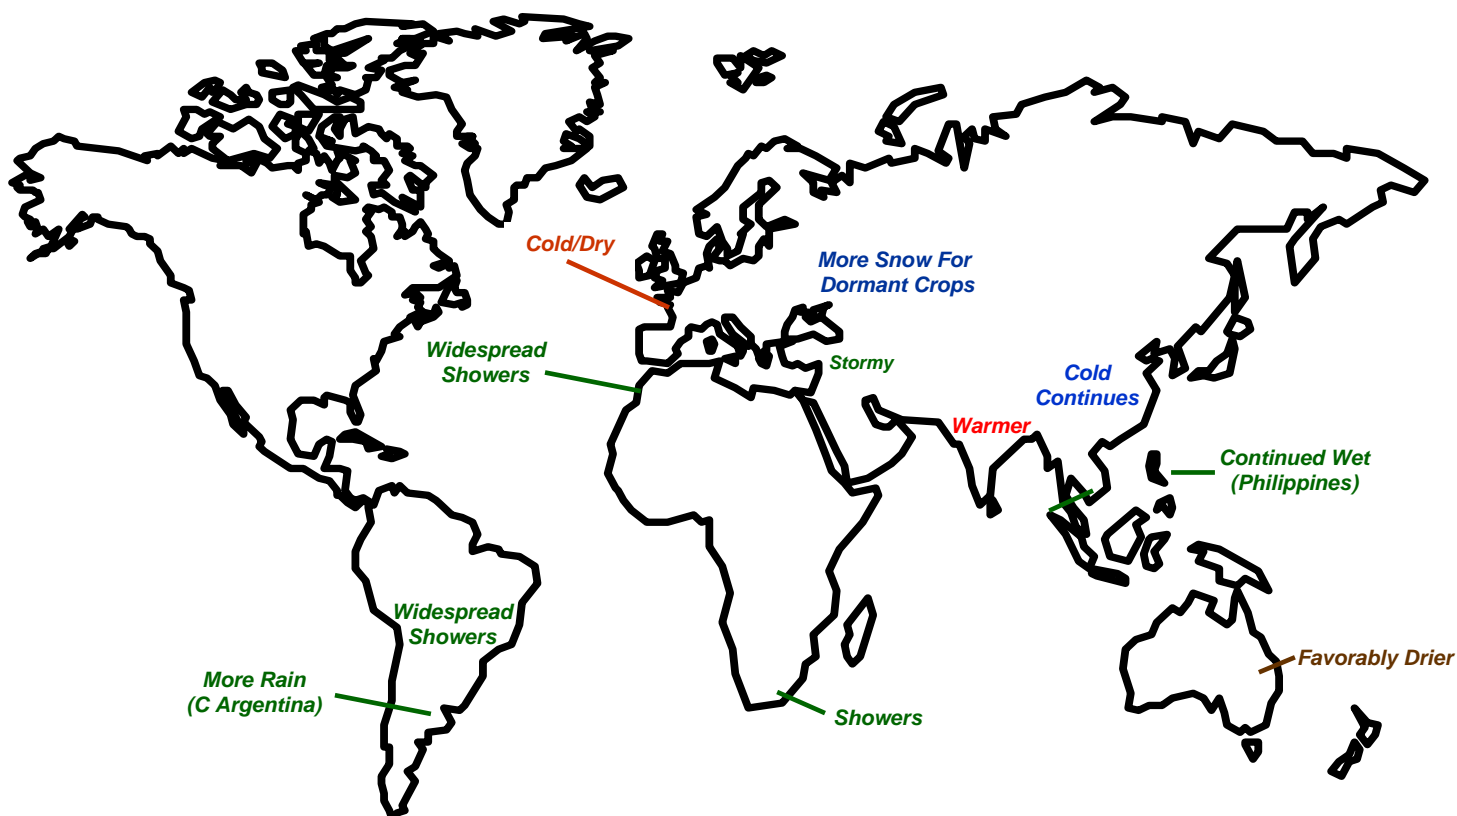 Cold/Dry
More Snow For
Dormant Crops
Widespread
Showers
Stormy
Cold
Continues
Warmer
Continued Wet
(Philippines)
Widespread
Showers
More Rain
(C Argentina)
Favorably Drier
Showers